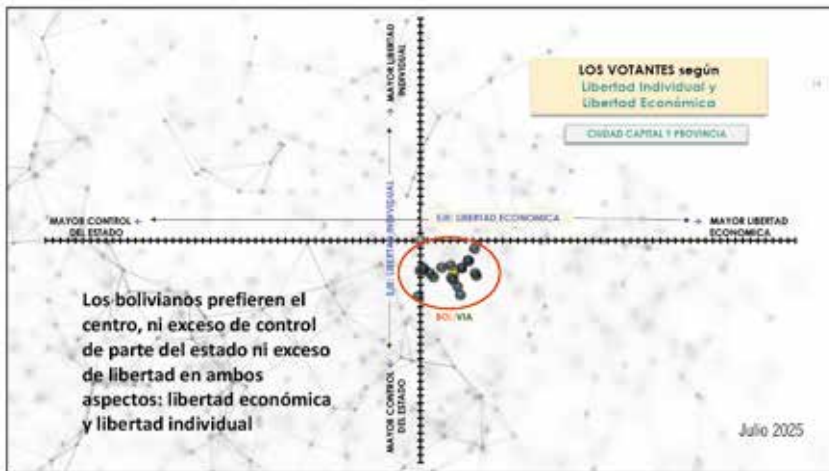 MAYOR LIBERTAD
INDIVIDUAL
LOS VOTANTES según
Libertad Individual y
Libertad Económica
CIUDAD CAPITAL Y PROVINCIA
MAYOR CONTROL
DEL ESTADO
EJE: LIBERTAD ECONOMICA
MAYOR LIBERTAD
ECONOMICA
EJE: LIBERTAD INDIVIDUAL
BOLIVIA
Los bolivianos prefieren el
centro, ni exceso de control
de parte del estado ni exceso
de libertad en ambos
aspectos: libertad económica
y libertad individual
MAYOR CONTROL
DEL ESTADO
Julio 2025